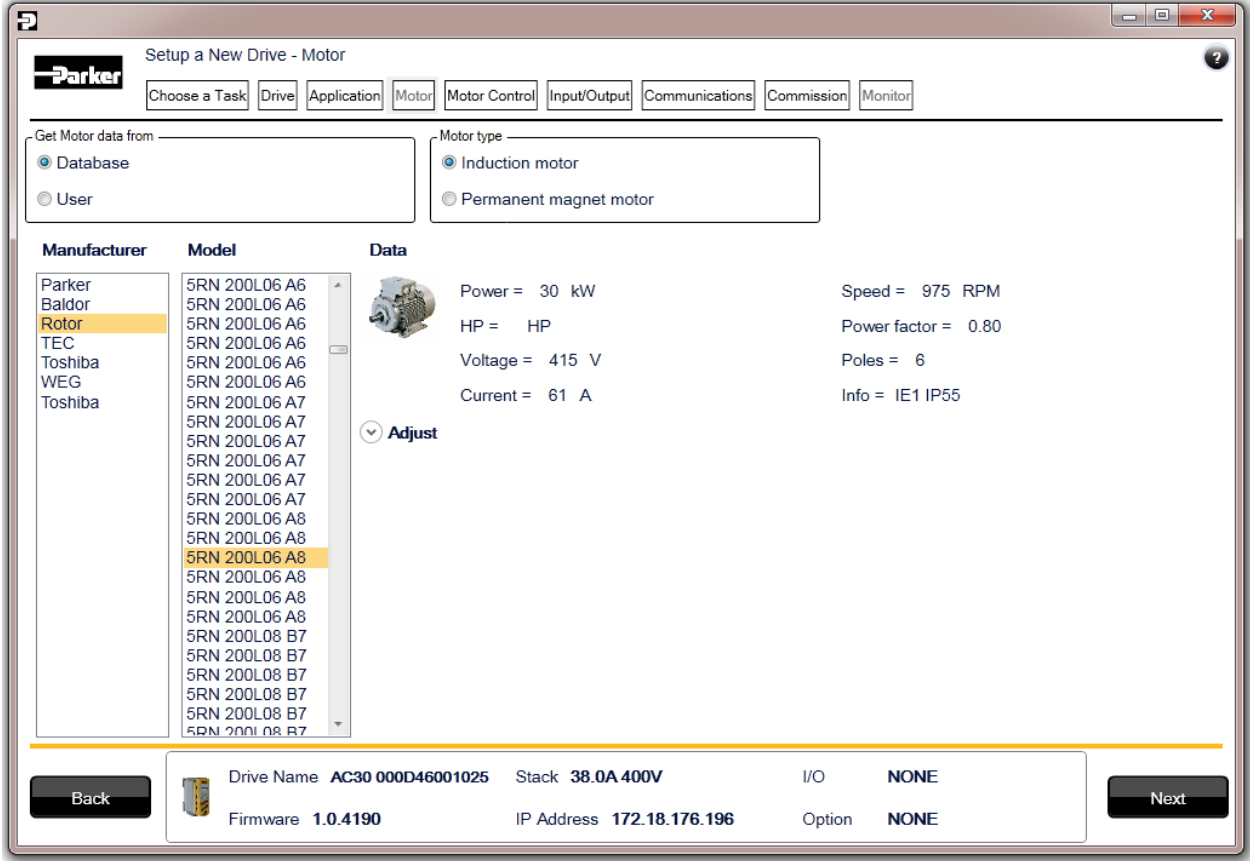 Setup a New Drive - Motor
?
Parker
Choose a Task Drive Application Motor Motor Control Input/Output Communications Commission Monitor
Get Motor data from
Database
User
Motor type
Induction motor
Permanent magnet motor
Manufacturer
Parker
Baldor
Rotor
TEC
Toshiba
WEG
Toshiba
Model
5RN 200L06 A6
5RN 200L06 A6
5RN 200L06 A6
5RN 200L06 A6
5RN 200L06 A6
5RN 200L06 A6
5RN 200L06 A7
5RN 200L06 A7
5RN 200L06 A7
5RN 200L06 A7
5RN 200L06 A7
5RN 200L06 A7
5RN 200L06 A8
5RN 200L06 A8
5RN 200L06 A8
5RN 200L06 A8
5RN 200L06 A8
5RN 200L06 A8
5RN 200L08 B7
5RN 200L08 B7
5RN 200L08 B7
5RN 200L08 B7
5RN 200L08 B7
5RN 200L08 B7
Data
Power = 30 kW
HP = HP
Voltage = 415 V
Current = 61 A
Speed = 975 RPM
Power factor = 0.80
Poles = 6
Info = IE1 IP55
Adjust
Back
Drive Name AC30 000D46001025 Stack 38.0A 400V I/O NONE
Firmware 1.0.4190 IP Address 172.18.176.196 Option NONE
Next